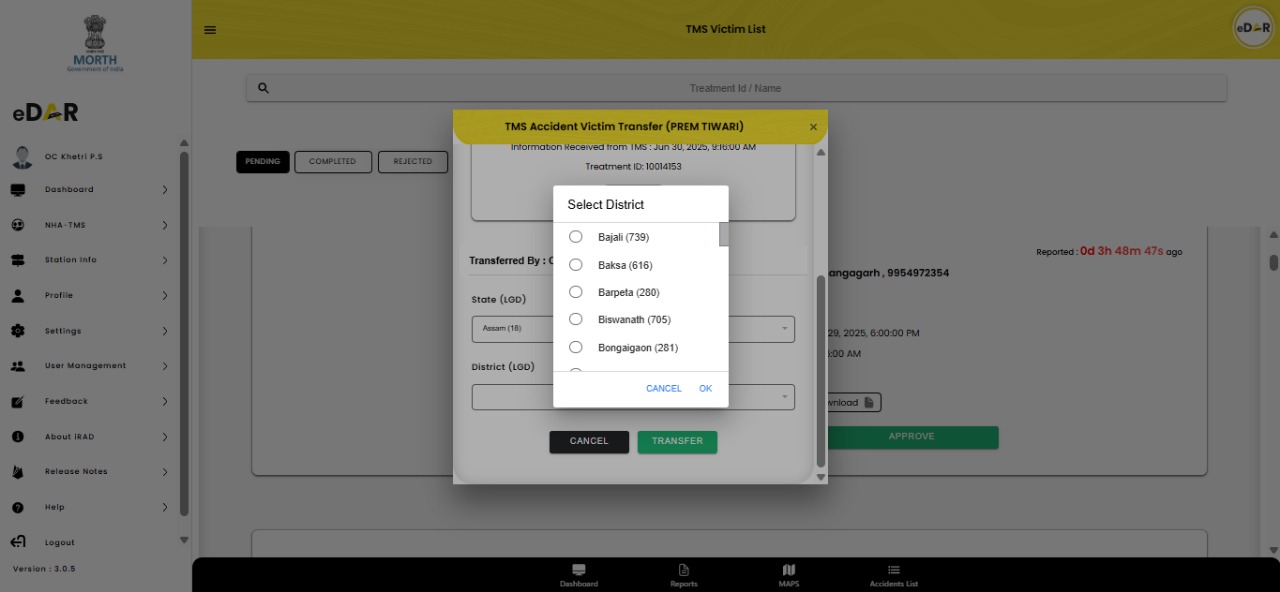 MORTH
Government of India
eDAR
OC Khetri P.S
Dashboard
NHA-TMS
Station Info
Profile
Settings
User Management
Feedback
About iRAD
Release Notes
Help
Logout
Version : 3.0.5
TMS Victim List
eDAR
Treatment Id / Name
PENDING
COMPLETED
REJECTED
Reported : 0d 3h 48m 47s ago
angagarh , 9954972354
29, 2025, 6:00:00 PM
:00 AM
wnload
APPROVE
TMS Accident Victim Transfer (PREM TIWARI)
×
Information Received from TMS : Jun 30, 2025, 9:16:00 AM
Treatment ID: 10014153
Transferred By :
State (LGD)
Assam (18)
District (LGD)
CANCEL
TRANSFER
Select District
Bajali (739)
Baksa (616)
Barpeta (280)
Biswanath (705)
Bongaigaon (281)
CANCEL
OK
Dashboard
Reports
MAPS
Accidents List